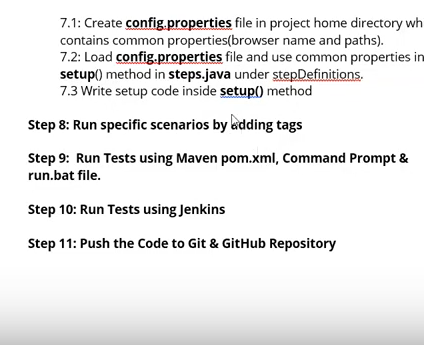 7.1: Create config.properties file in project home directory wh
contains common properties(browser name and paths).
7.2: Load config.properties file and use common properties in
setup() method in steps.java under stepDefinitions.
7.3 Write setup code inside setup() method
Step 8: Run specific scenarios by adding tags
Step 9:  Run Tests using Maven pom.xml, Command Prompt &
run.bat file.
Step 10: Run Tests using Jenkins
Step 11: Push the Code to Git & GitHub Repository